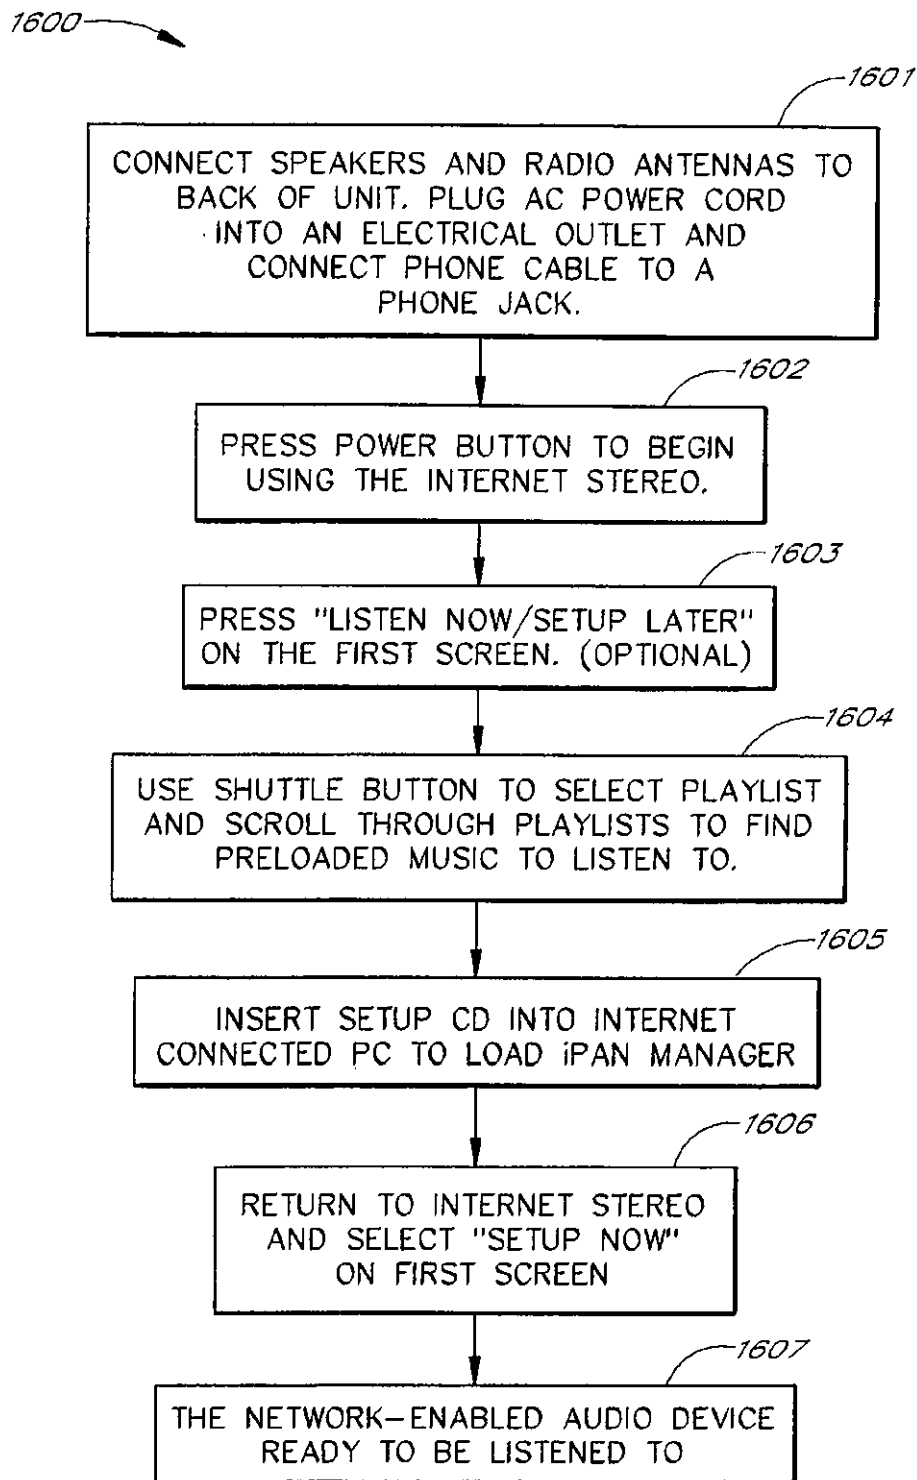 1600
1601
CONNECT SPEAKERS AND RADIO ANTENNAS TO
BACK OF UNIT. PLUG AC POWER CORD
INTO AN ELECTRICAL OUTLET AND
CONNECT PHONE CABLE TO A
PHONE JACK.
1602
PRESS POWER BUTTON TO BEGIN
USING THE INTERNET STEREO.
1603
PRESS "LISTEN NOW/SETUP LATER"
ON THE FIRST SCREEN. (OPTIONAL)
1604
USE SHUTTLE BUTTON TO SELECT PLAYLIST
AND SCROLL THROUGH PLAYLISTS TO FIND
PRELOADED MUSIC TO LISTEN TO.
1605
INSERT SETUP CD INTO INTERNET
CONNECTED PC TO LOAD iPAN MANAGER
1606
RETURN TO INTERNET STEREO
AND SELECT "SETUP NOW"
ON FIRST SCREEN
1607
THE NETWORK-ENABLED AUDIO DEVICE
READY TO BE LISTENED TO